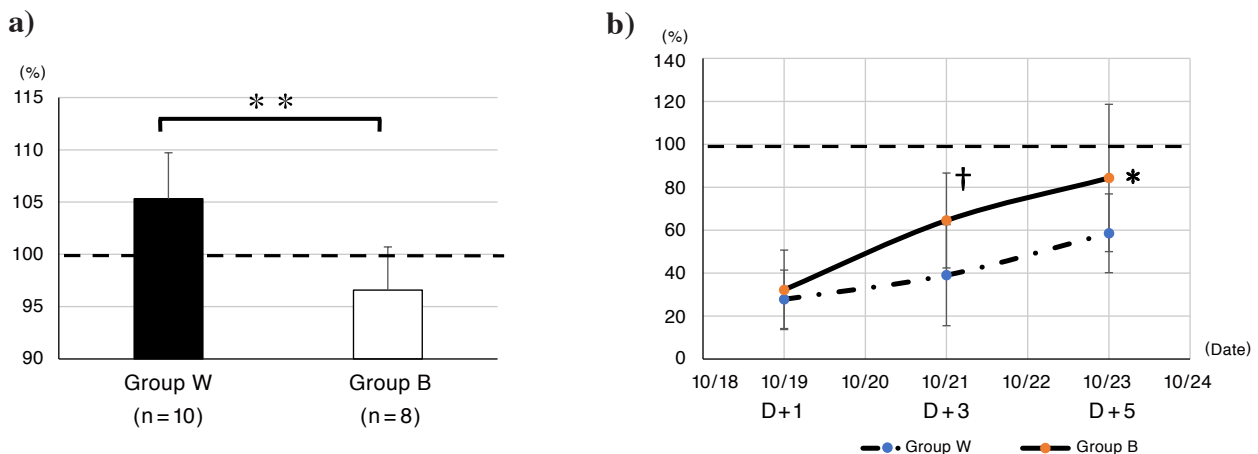 a)
(%)
115
110
105
100
95
90
* *
Group W
(n=10)
Group B
(n=8)
b)
(%)
140
120
100
80
60
40
20
0
†
*
(Date)
10/18 10/19 10/20 10/21 10/22 10/23 10/24
D+1 D+3 D+5
Group W Group B